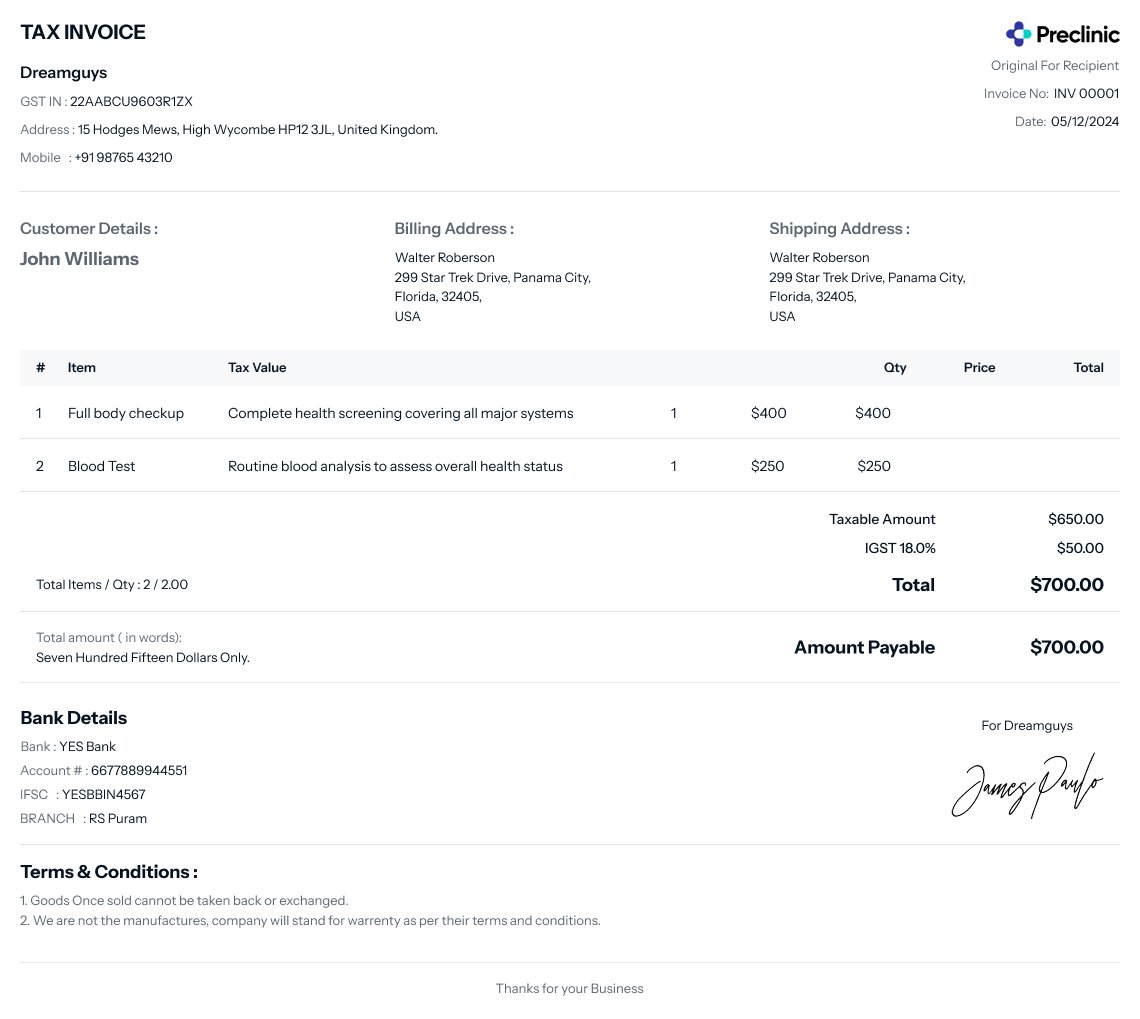 TAX INVOICE
Preclinic
Dreamguys
Original For Recipient
GST IN : 22AABCU9603R1ZX
Invoice No: INV 00001
Address : 15 Hodges Mews, High Wycombe HP12 3JL, United Kingdom.
Date: 05/12/2024
Mobile : +91 98765 43210
Customer Details :
John Williams
Billing Address :
Walter Roberson
299 Star Trek Drive, Panama City,
Florida, 32405,
USA
Shipping Address :
Walter Roberson
299 Star Trek Drive, Panama City,
Florida, 32405,
USA
# Item Tax Value Qty Price Total
1 Full body checkup Complete health screening covering all major systems 1 $400 $400
2 Blood Test Routine blood analysis to assess overall health status 1 $250 $250
Taxable Amount $650.00
IGST 18.0% $50.00
Total Items / Qty : 2 / 2.00 Total $700.00
Total amount ( in words):
Seven Hundred Fifteen Dollars Only.
Amount Payable $700.00
Bank Details
Bank : YES Bank
Account # : 6677889944551
IFSC : YESBBIN4567
BRANCH : RS Puram
For Dreamguys
James Paulo
Terms & Conditions :
1. Goods Once sold cannot be taken back or exchanged.
2. We are not the manufactures, company will stand for warrenty as per their terms and conditions.
Thanks for your Business